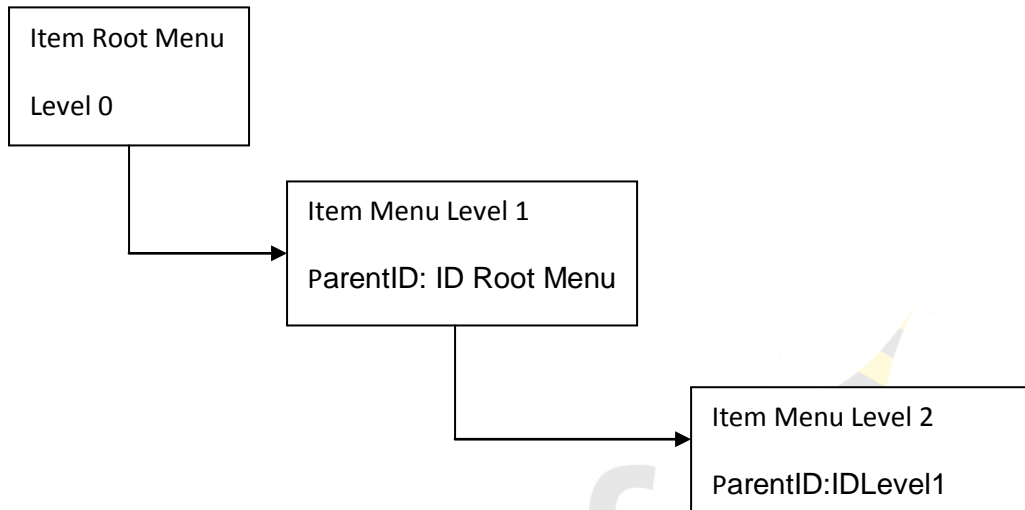 Item Root Menu
Level 0
Item Menu Level 1
ParentID: ID Root Menu
Item Menu Level 2
ParentID:IDLevel1